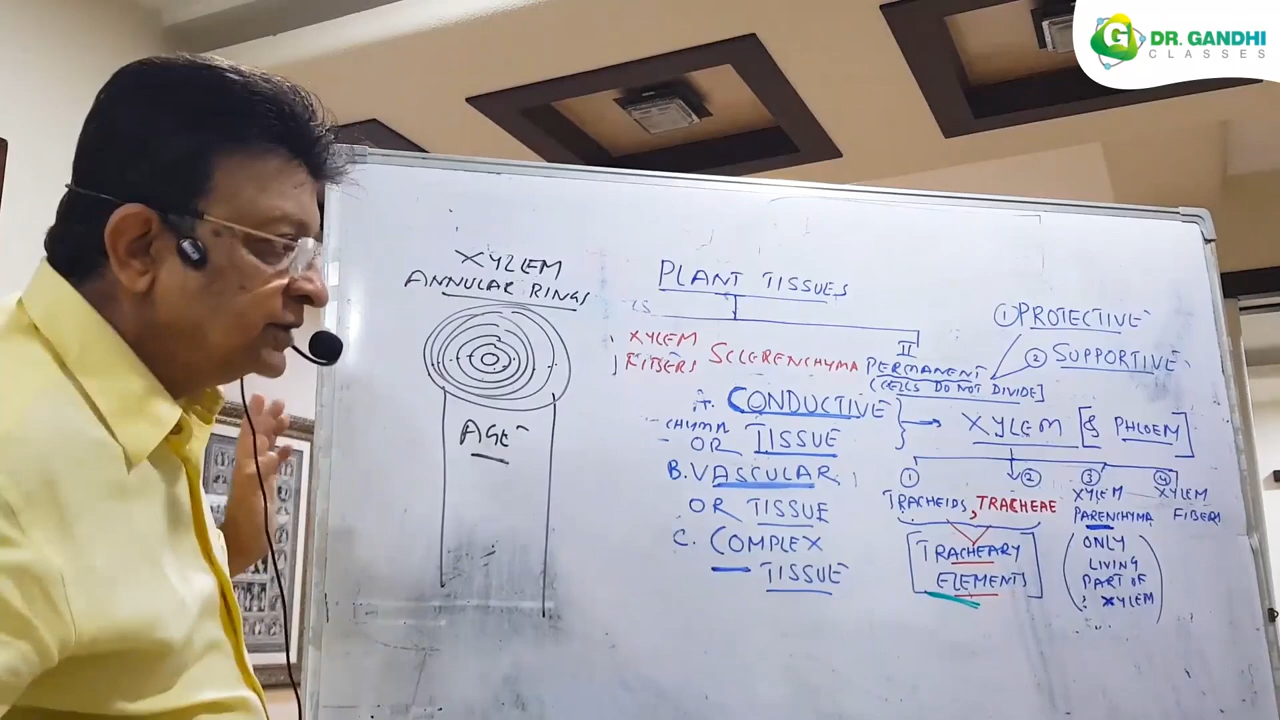 DR. GANDHI
CLASSES
XYLEM
ANNULAR RINGS
AGE
PLANT TISSUES
XYLEM
FIBERS
SCLERENCHYMA
II
PERMANENT
(CELLS DO NOT DIVIDE]
① PROTECTIVE
② SUPPORTIVE
A. CONDUCTIVE
CHYMA
OR TISSUE
B. VASCULAR
OR TISSUE
C. COMPLEX
TISSUE
XYLEM [& PHLOEM]
① ② ③ ④
TRACHEIDS, TRACHEAE
XYLEM
PARENCHYMA
XYLEM
FIBERS
TRACHEARY
ELEMENTS
(ONLY
LIVING
PART OF
XYLEM)